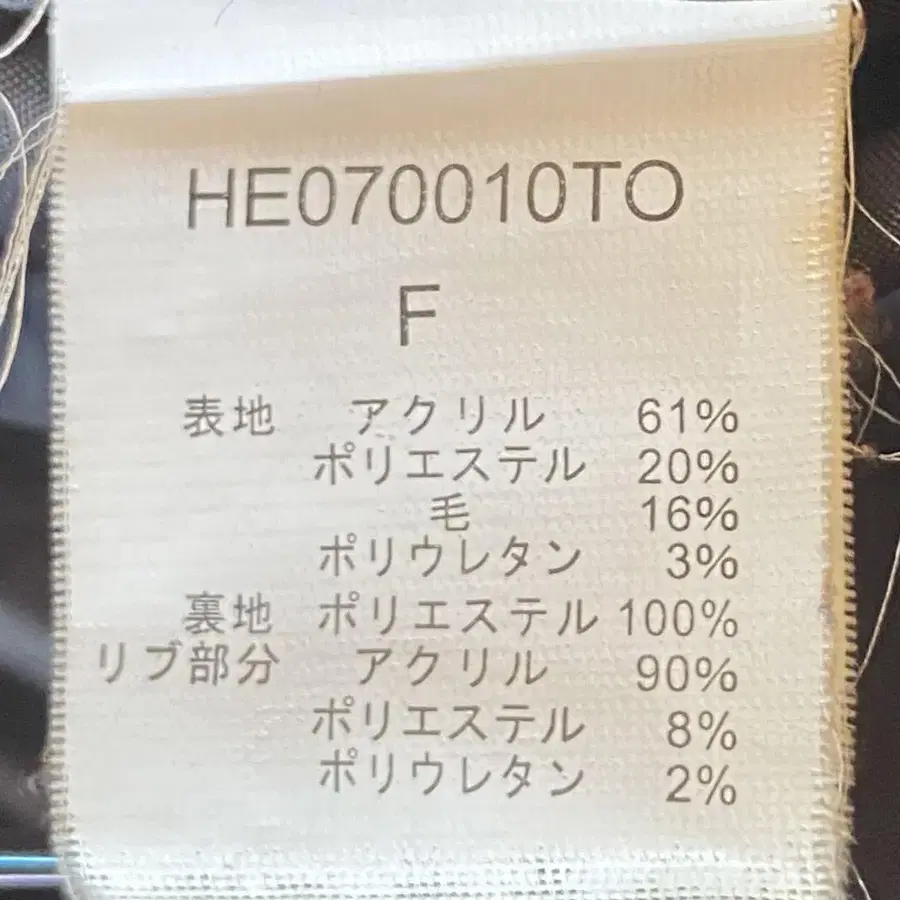 HE070010TO
F
表地 アクリル 61%
ポリエステル 20%
毛 16%
ポリウレタン 3%
裏地 ポリエステル 100%
リブ部分 アクリル 90%
ポリエステル 8%
ポリウレタン 2%